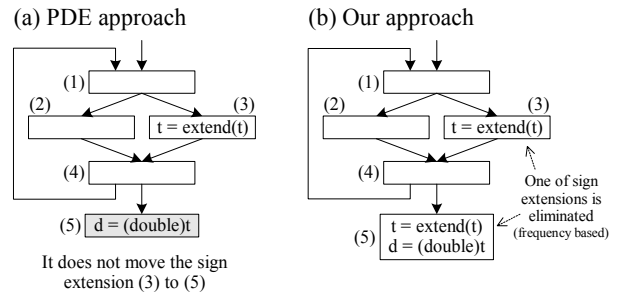 (a) PDE approach
(1)
(2)
(3)
t = extend(t)
(4)
(5)
d = (double)t
It does not move the sign
extension (3) to (5)
(b) Our approach
(1)
(2)
(3)
t = extend(t)
(4)
One of sign
extensions is
eliminated
(frequency based)
(5)
t = extend(t)
d = (double)t